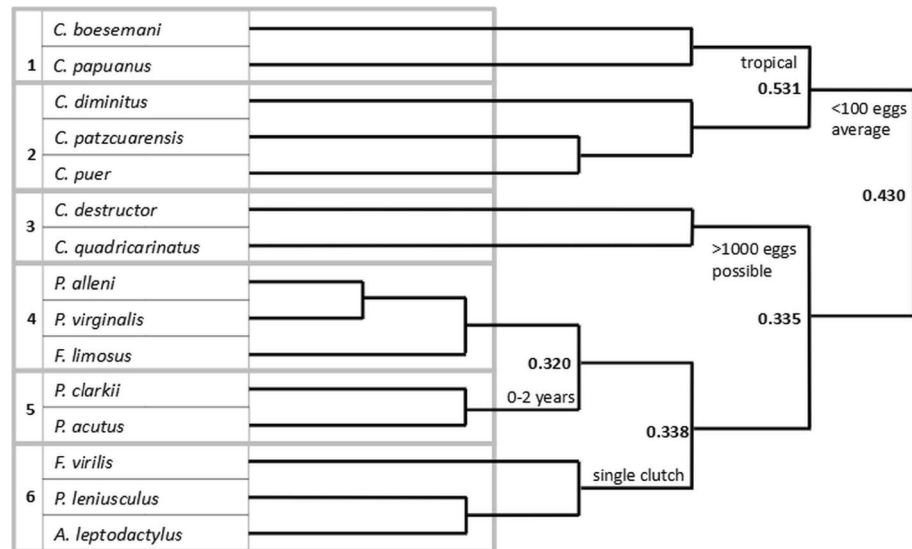 C. boesemani
1
C. papuanus
tropical
0.531
C. diminitus
<100 eggs
average
2
C. patzcuarensis
C. puer
0.430
3
C. destructor
C. quadricarinatus
>1000 eggs
possible
P. alleni
4
P. virginalis
0.335
F. limosus
0.320
5
P. clarkii
0-2 years
P. acutus
0.338
F. virilis
single clutch
6
P. leniusculus
A. leptodactylus